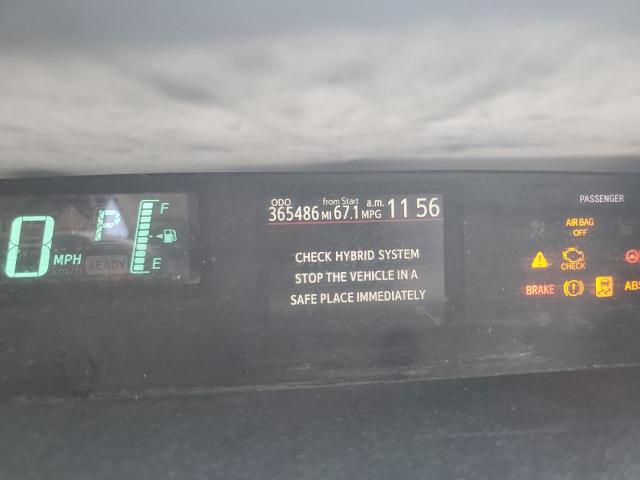 ODO from Start a.m.
365486 MI 67.1 MPG 11 56
CHECK HYBRID SYSTEM
STOP THE VEHICLE IN A
SAFE PLACE IMMEDIATELY
0 MPH
km/h
READY
P
F
E
PASSENGER
AIR BAG
OFF
CHECK
BRAKE
ABS